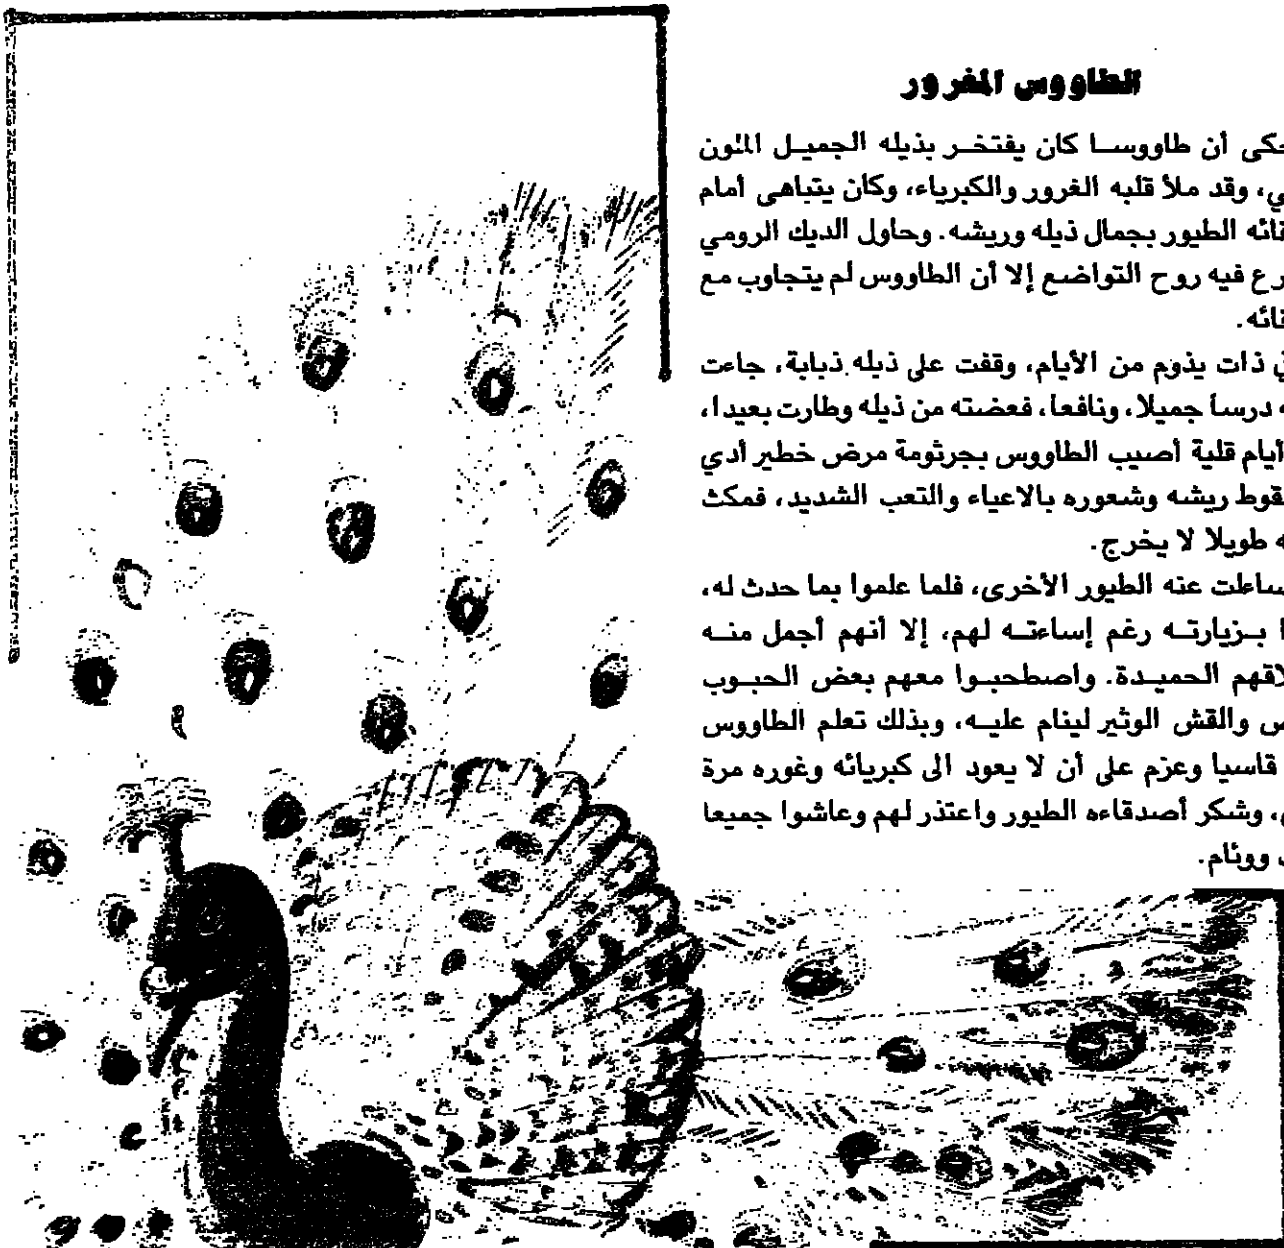 الطاووس المغرور
حكى أن طاووسا كان يفتخر بذيله الجميل الملون
ي، وقد ملأ قلبه الغرور والكبرياء، وكان يتباهى أمام
قائه الطيور بجمال ذيله وريشه. وحاول الديك الرومي
رع فيه روح التواضع إلا أن الطاووس لم يتجاوب مع
قائه.
ي ذات يذوم من الأيام، وقفت على ذيله ذبابة، جاءت
ه درسا جميلا، ونافعا، فعضته من ذيله وطارت بعيدا،
أيام قلية أصيب الطاووس بجرثومة مرض خطير أدي
قوط ريشه وشعوره بالاعياء والتعب الشديد، فمكث
ه طويلا لا يخرج.
ساءلت عنه الطيور الأخرى، فلما علموا بما حدث له،
ا بزيارته رغم إساءته لهم، إلا أنهم أجمل منه
لاقهم الحميدة. واصطحبوا معهم بعض الحبوب
ش والقش الوثير لينام عليه، وبذلك تعلم الطاووس
قاسيا وعزم على أن لا يعود الى كبريائه وغوره مرة
، وشكر أصدقاءه الطيور واعتذر لهم وعاشوا جميعا
ووئام.